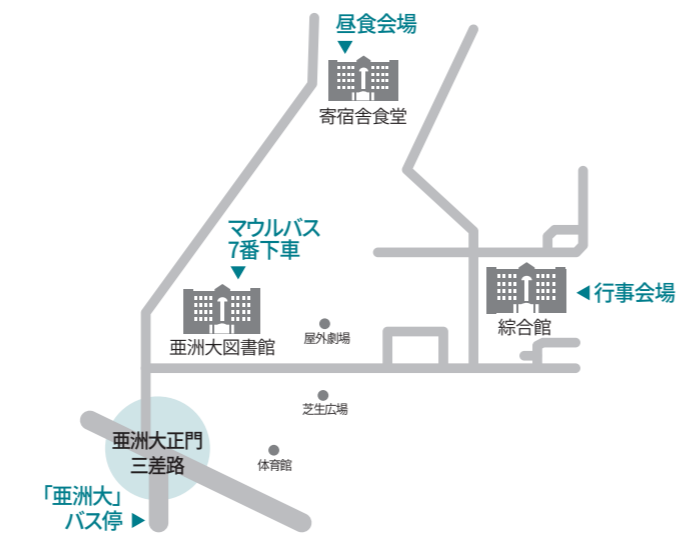 昼食会場
▼
寄宿舎食堂
マウルバス
7番下車
▼
亜洲大図書館
屋外劇場
◀行事会場
綜合館
芝生広場
亜洲大正門
三差路
体育館
「亜洲大」
バス停 ▶